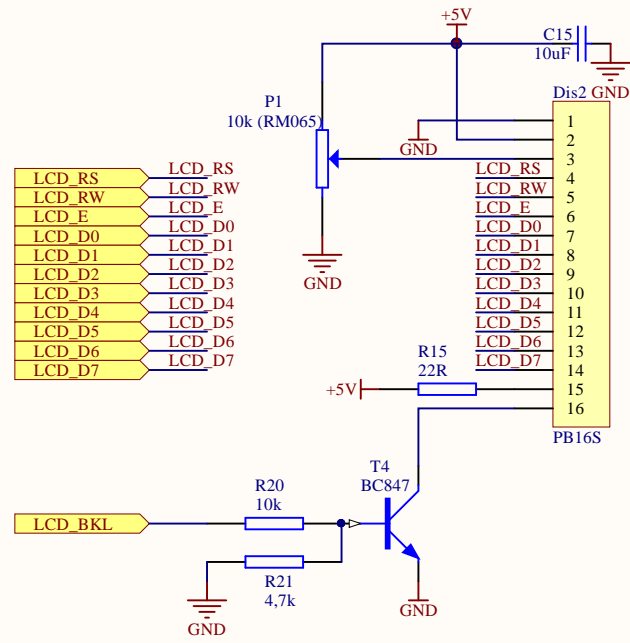 +5V
C15
10uF
GND
P1
10k (RM065)
GND
Dis2
GND
1
2
3
4
5
6
7
8
9
10
11
12
13
14
15
16
PB16S
LCD_RS
LCD_RW
LCD_E
LCD_D0
LCD_D1
LCD_D2
LCD_D3
LCD_D4
LCD_D5
LCD_D6
LCD_D7
LCD_RS
LCD_RW
LCD_E
LCD_D0
LCD_D1
LCD_D2
LCD_D3
LCD_D4
LCD_D5
LCD_D6
LCD_D7
LCD_RS
LCD_RW
LCD_E
LCD_D0
LCD_D1
LCD_D2
LCD_D3
LCD_D4
LCD_D5
LCD_D6
LCD_D7
R15
22R
+5V
T4
BC847
R20
10k
LCD_BKL
R21
4,7k
GND
GND